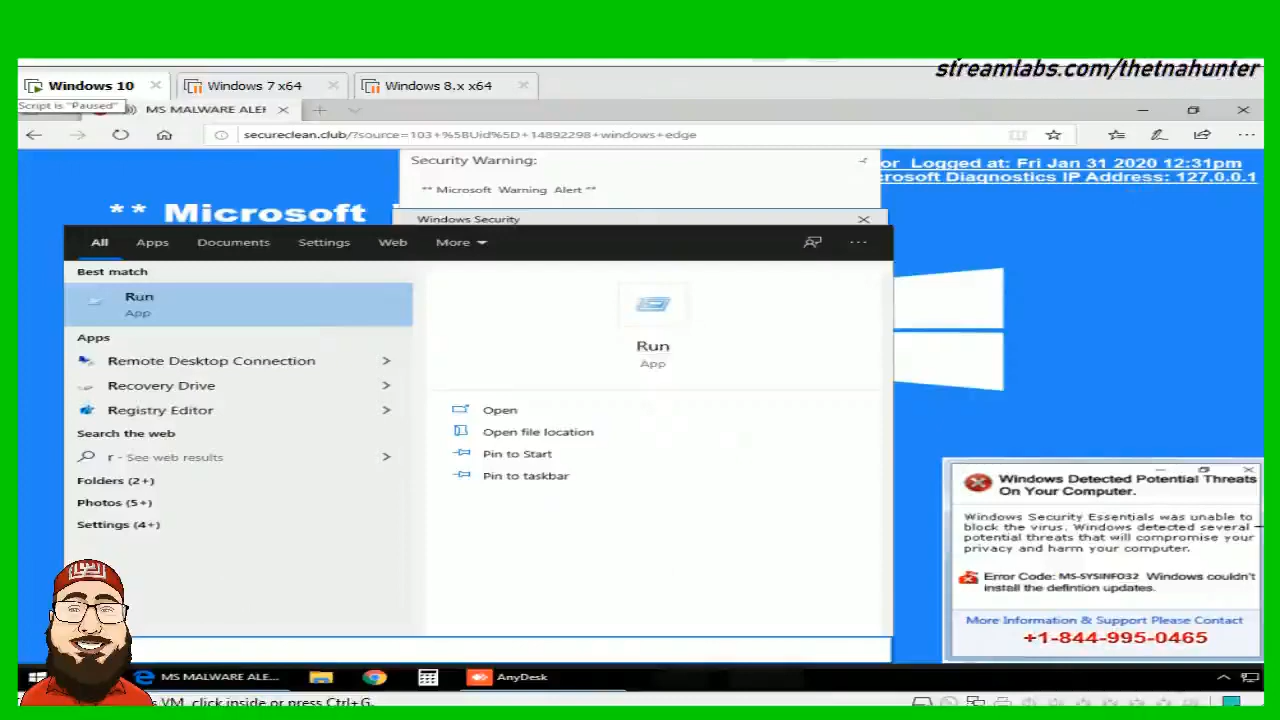 streamlabs.com/thetnahunter
Windows 10
Windows 7 x64
Windows 8.x x64
Script is "Paused"
MS MALWARE ALEI
secureclean.club/?source=103+%5BUid%5D+14892298+windows+edge
Security Warning:
** Microsoft Warning Alert **
or Logged at: Fri Jan 31 2020 12:31pm
crosoft Diagnostics IP Address: 127.0.0.1
** Microsoft
Windows Security
All Apps Documents Settings Web More
Best match
Run
App
Apps
Remote Desktop Connection
Recovery Drive
Registry Editor
Search the web
r - See web results
Folders (2+)
Photos (5+)
Settings (4+)
Run
App
Open
Open file location
Pin to Start
Pin to taskbar
Windows Detected Potential Threats
On Your Computer.
Windows Security Essentials was unable to
block the virus. Windows detected several
potential threats that will compromise your
privacy and harm your computer.
Error Code: MS-SYSINFO32 Windows couldn't
install the defintion updates.
More Information & Support Please Contact
+1-844-995-0465
MS MALWARE ALE...
AnyDesk
VM, click inside or press Ctrl+G.